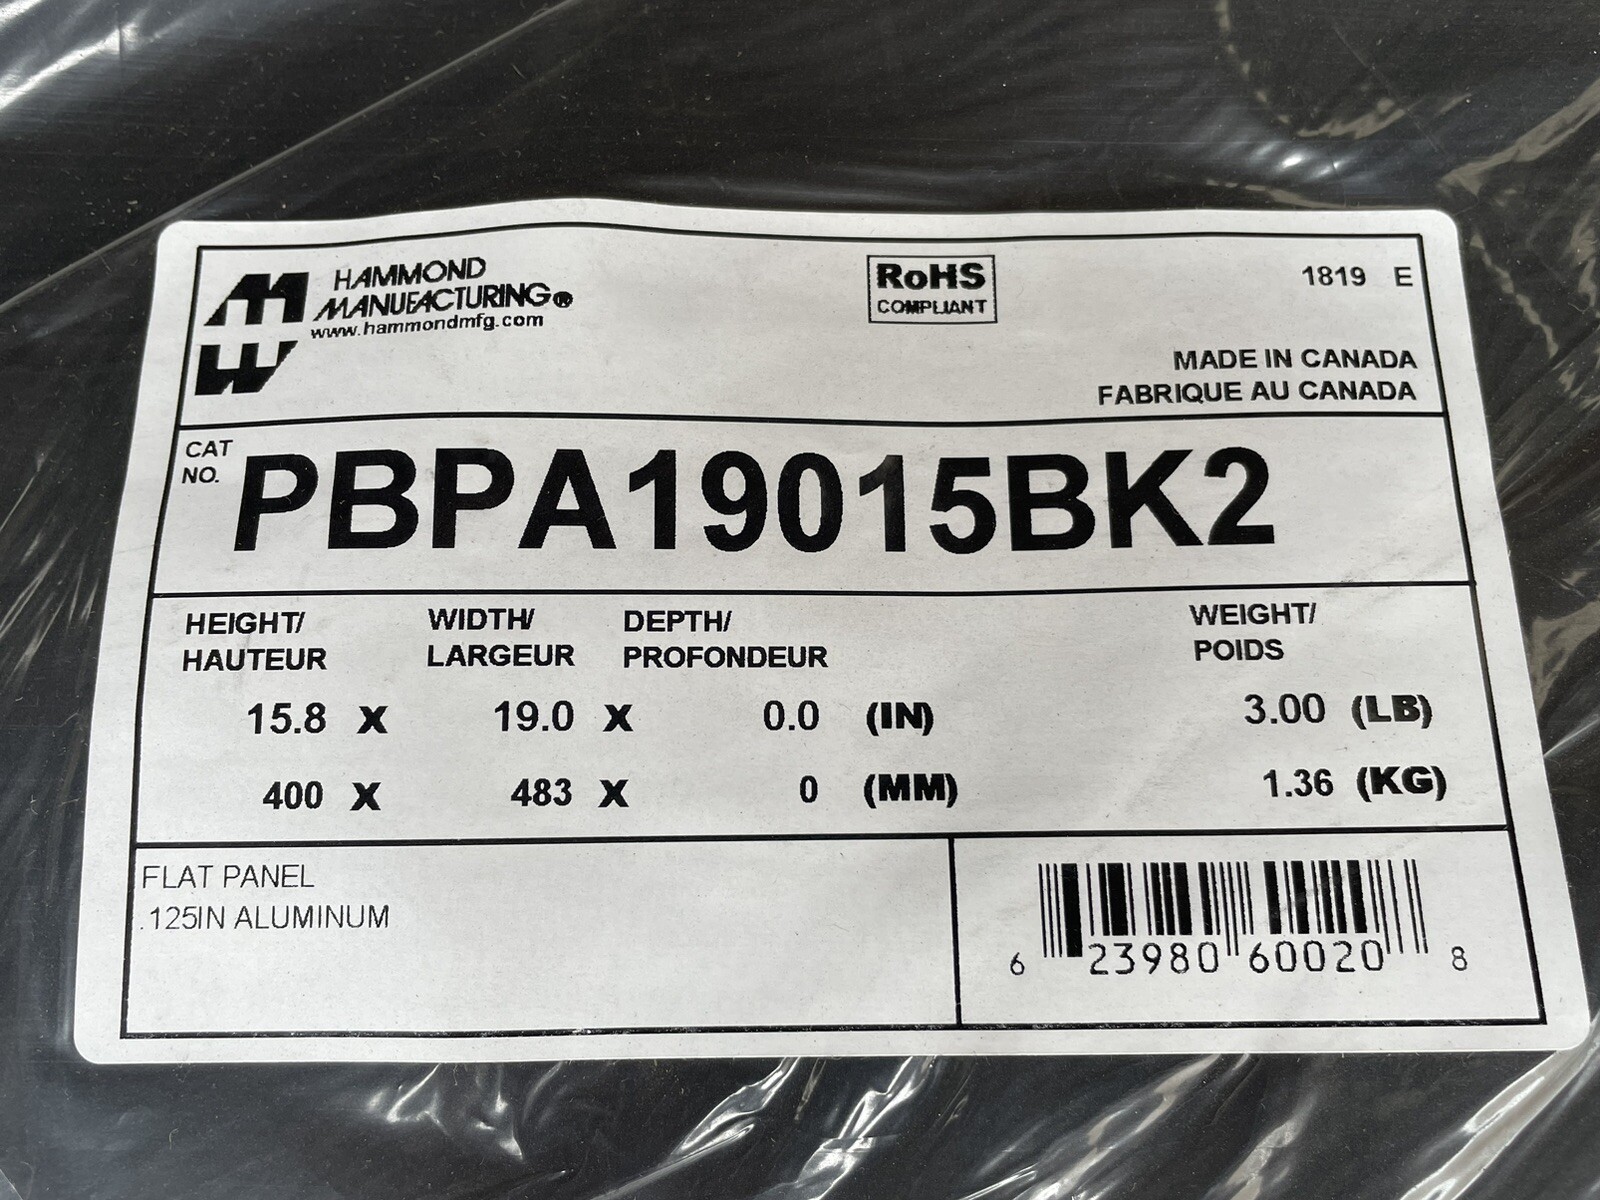 HAMMOND
MANUFACTURING®
www.hammondmfg.com
RoHS
COMPLIANT
1819 E
MADE IN CANADA
FABRIQUE AU CANADA
CAT
NO.
PBPA19015BK2
HEIGHT/ WIDTH/ DEPTH/ WEIGHT/
HAUTEUR LARGEUR PROFONDEUR POIDS
15.8 X 19.0 X 0.0 (IN) 3.00 (LB)
400 X 483 X 0 (MM) 1.36 (KG)
FLAT PANEL
.125IN ALUMINUM
6 23980 60020 8